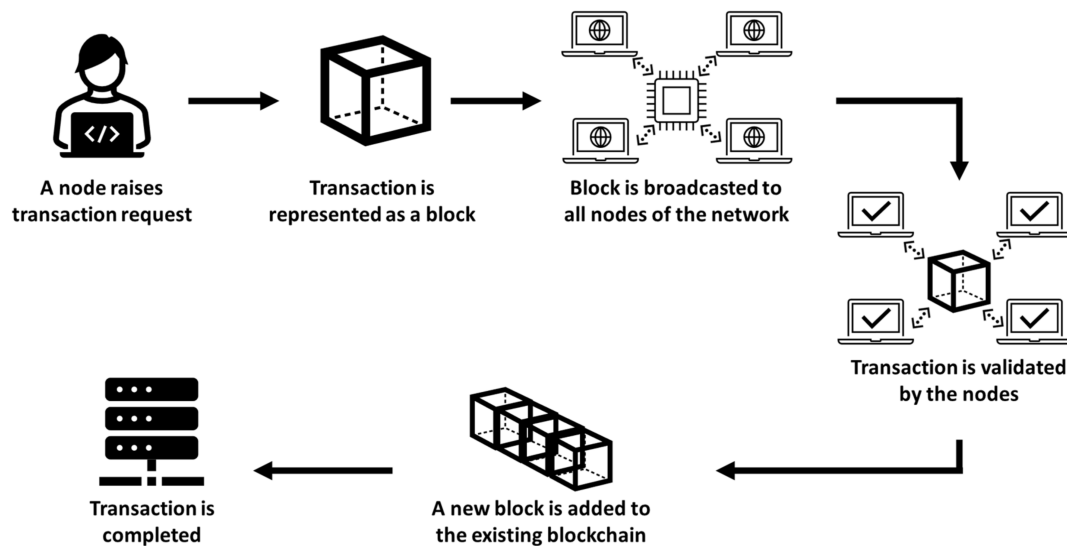 </>
A node raises
transaction request
Transaction is
represented as a block
Block is broadcasted to
all nodes of the network
Transaction is validated
by the nodes
A new block is added to
the existing blockchain
Transaction is
completed